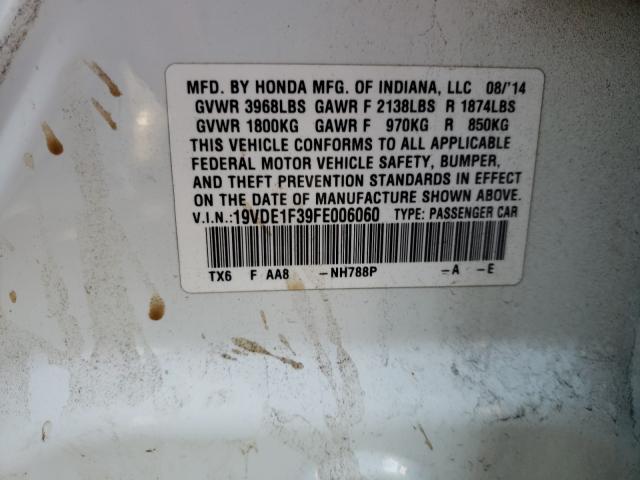 MFD. BY HONDA MFG. OF INDIANA, LLC 08/'14
GVWR 3968LBS GAWR F 2138LBS R 1874LBS
GVWR 1800KG GAWR F 970KG R 850KG
THIS VEHICLE CONFORMS TO ALL APPLICABLE
FEDERAL MOTOR VEHICLE SAFETY, BUMPER,
AND THEFT PREVENTION STANDARDS IN EFFECT
ON THE DATE OF MANUFACTURE SHOWN ABOVE.
V.I.N.:19VDE1F39FE006060 TYPE: PASSENGER CAR
TX6 F AA8 -NH788P -A -E